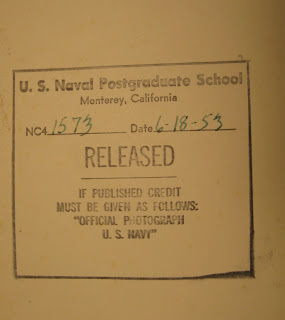 U. S. Naval Postgraduate School
Monterey, California
NC4 1573 Date 6-18-53
RELEASED
IF PUBLISHED CREDIT
MUST BE GIVEN AS FOLLOWS:
"OFFICIAL PHOTOGRAPH
U. S. NAVY"